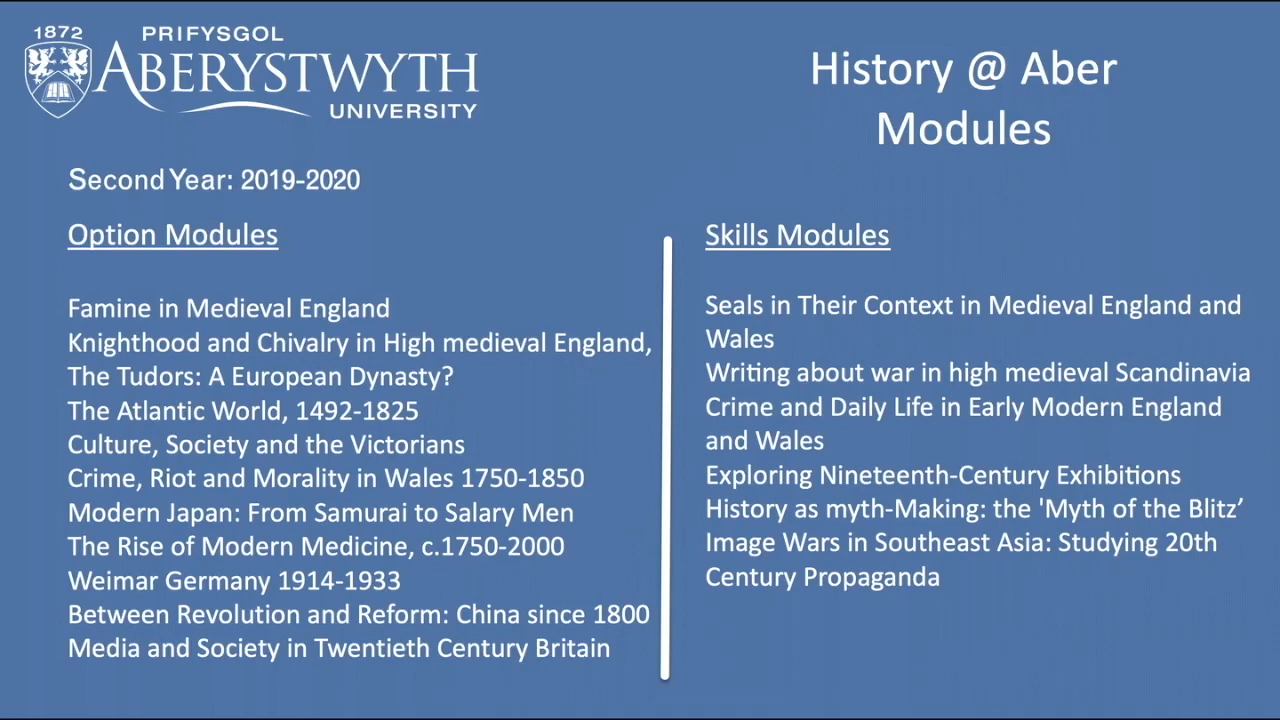 1872
PRIFYSGOL
ABERYSTWYTH
UNIVERSITY
History @ Aber
Modules
Second Year: 2019-2020
Option Modules
Famine in Medieval England
Knighthood and Chivalry in High medieval England,
The Tudors: A European Dynasty?
The Atlantic World, 1492-1825
Culture, Society and the Victorians
Crime, Riot and Morality in Wales 1750-1850
Modern Japan: From Samurai to Salary Men
The Rise of Modern Medicine, c.1750-2000
Weimar Germany 1914-1933
Between Revolution and Reform: China since 1800
Media and Society in Twentieth Century Britain
Skills Modules
Seals in Their Context in Medieval England and
Wales
Writing about war in high medieval Scandinavia
Crime and Daily Life in Early Modern England
and Wales
Exploring Nineteenth-Century Exhibitions
History as myth-Making: the 'Myth of the Blitz’
Image Wars in Southeast Asia: Studying 20th
Century Propaganda